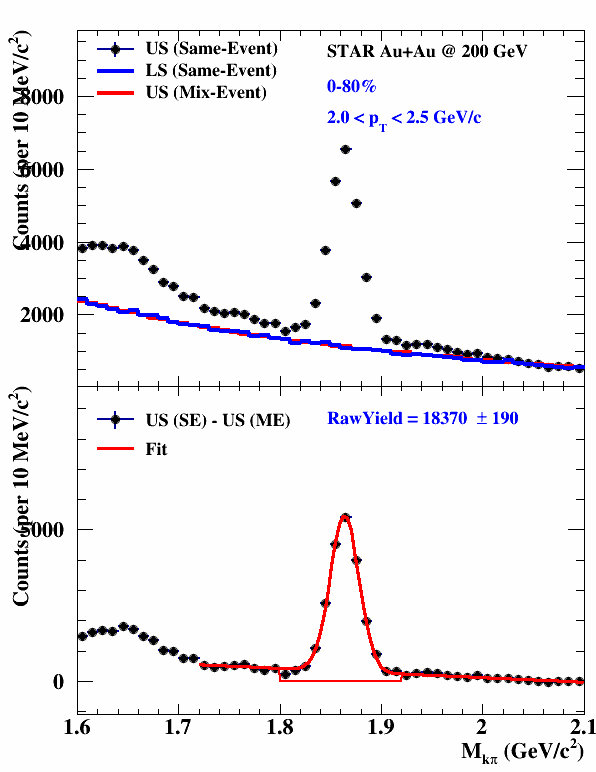 US (Same-Event)
LS (Same-Event)
US (Mix-Event)
STAR Au+Au @ 200 GeV
0-80%
2.0 < p_T < 2.5 GeV/c
Counts (per 10 MeV/c²)
8000
6000
4000
2000
US (SE) - US (ME)
Fit
RawYield = 18370 ± 190
Counts (per 10 MeV/c²)
5000
0
1.6 1.7 1.8 1.9 2 2.1
M_kπ (GeV/c²)